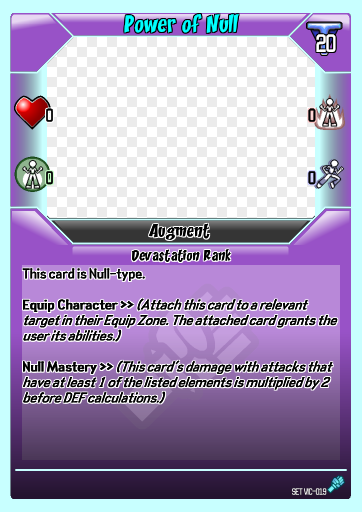 Power of Null
20
0
0
0
0
Augment
Devastation Rank
This card is Null-type.
Equip Character >> (Attach this card to a relevant
target in their Equip Zone. The attached card grants the
user its abilities.)
Null Mastery >> (This card's damage with attacks that
have at least 1 of the listed elements is multiplied by 2
before DEF calculations.)
SET VIC-019